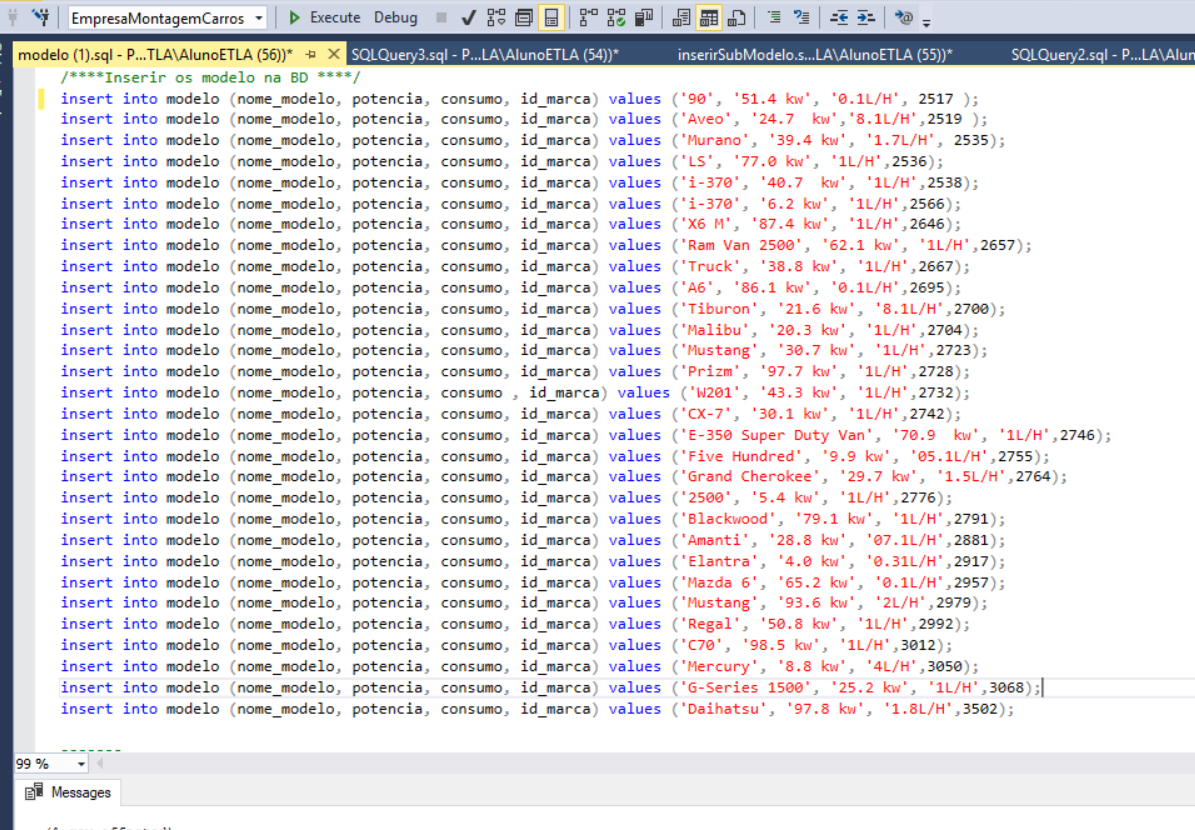 EmpresaMontagemCarros Execute Debug
modelo (1).sql - P...TLA\AlunoETLA (56))* SQLQuery3.sql - P...LA\AlunoETLA (54))* inserirSubModelo.s...LA\AlunoETLA (55))* SQLQuery2.sql - P...LA\Alun
/****Inserir os modelo na BD ****/
insert into modelo (nome_modelo, potencia, consumo, id_marca) values ('90', '51.4 kw', '0.1L/H', 2517 );
insert into modelo (nome_modelo, potencia, consumo, id_marca) values ('Aveo', '24.7  kw','8.1L/H',2519 );
insert into modelo (nome_modelo, potencia, consumo, id_marca) values ('Murano', '39.4 kw', '1.7L/H', 2535);
insert into modelo (nome_modelo, potencia, consumo, id_marca) values ('LS', '77.0 kw', '1L/H',2536);
insert into modelo (nome_modelo, potencia, consumo, id_marca) values ('i-370', '40.7  kw', '1L/H',2538);
insert into modelo (nome_modelo, potencia, consumo, id_marca) values ('i-370', '6.2 kw', '1L/H',2566);
insert into modelo (nome_modelo, potencia, consumo, id_marca) values ('X6 M', '87.4 kw', '1L/H',2646);
insert into modelo (nome_modelo, potencia, consumo, id_marca) values ('Ram Van 2500', '62.1 kw', '1L/H',2657);
insert into modelo (nome_modelo, potencia, consumo, id_marca) values ('Truck', '38.8 kw', '1L/H',2667);
insert into modelo (nome_modelo, potencia, consumo, id_marca) values ('A6', '86.1 kw', '0.1L/H',2695);
insert into modelo (nome_modelo, potencia, consumo, id_marca) values ('Tiburon', '21.6 kw', '8.1L/H',2700);
insert into modelo (nome_modelo, potencia, consumo, id_marca) values ('Malibu', '20.3 kw', '1L/H',2704);
insert into modelo (nome_modelo, potencia, consumo, id_marca) values ('Mustang', '30.7 kw', '1L/H',2723);
insert into modelo (nome_modelo, potencia, consumo, id_marca) values ('Prizm', '97.7 kw', '1L/H',2728);
insert into modelo (nome_modelo, potencia, consumo , id_marca) values ('W201', '43.3 kw', '1L/H',2732);
insert into modelo (nome_modelo, potencia, consumo, id_marca) values ('CX-7', '30.1 kw', '1L/H',2742);
insert into modelo (nome_modelo, potencia, consumo, id_marca) values ('E-350 Super Duty Van', '70.9  kw', '1L/H',2746);
insert into modelo (nome_modelo, potencia, consumo, id_marca) values ('Five Hundred', '9.9 kw', '05.1L/H',2755);
insert into modelo (nome_modelo, potencia, consumo, id_marca) values ('Grand Cherokee', '29.7 kw', '1.5L/H',2764);
insert into modelo (nome_modelo, potencia, consumo, id_marca) values ('2500', '5.4 kw', '1L/H',2776);
insert into modelo (nome_modelo, potencia, consumo, id_marca) values ('Blackwood', '79.1 kw', '1L/H',2791);
insert into modelo (nome_modelo, potencia, consumo, id_marca) values ('Amanti', '28.8 kw', '07.1L/H',2881);
insert into modelo (nome_modelo, potencia, consumo, id_marca) values ('Elantra', '4.0 kw', '0.31L/H',2917);
insert into modelo (nome_modelo, potencia, consumo, id_marca) values ('Mazda 6', '65.2 kw', '0.1L/H',2957);
insert into modelo (nome_modelo, potencia, consumo, id_marca) values ('Mustang', '93.6 kw', '2L/H',2979);
insert into modelo (nome_modelo, potencia, consumo, id_marca) values ('Regal', '50.8 kw', '1L/H',2992);
insert into modelo (nome_modelo, potencia, consumo, id_marca) values ('C70', '98.5 kw', '1L/H',3012);
insert into modelo (nome_modelo, potencia, consumo, id_marca) values ('Mercury', '8.8 kw', '4L/H',3050);
insert into modelo (nome_modelo, potencia, consumo, id_marca) values ('G-Series 1500', '25.2 kw', '1L/H',3068);
insert into modelo (nome_modelo, potencia, consumo, id_marca) values ('Daihatsu', '97.8 kw', '1.8L/H',3502);
-------
99 %
Messages